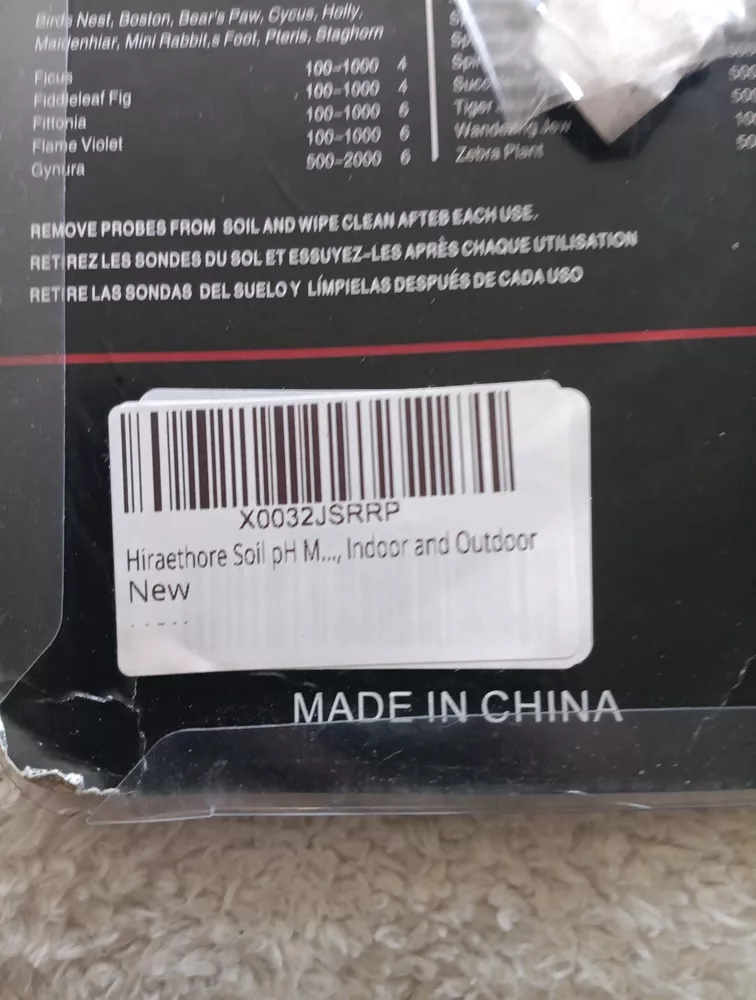 Birds Nest, Boston, Bear's Paw, Cycus, Holly,
Maidenhiar, Mini Rabbit,s Foot, Pteris, Staghorn
Ficus 100-1000 4
Fiddleleaf Fig 100-1000 4
Fittonia 100-1000 6
Flame Violet 100-1000 6
Gynura 500-2000 6
Tiger
Wandering Jew
Zebra Plant
REMOVE PROBES FROM SOIL AND WIPE CLEAN AFTER EACH USE.
RETIREZ LES SONDES DU SOL ET ESSUYEZ-LES APRÈS CHAQUE UTILISATION
RETIRE LAS SONDAS DEL SUELO Y LÍMPIELAS DESPUÉS DE CADA USO
X0032JSRRP
Hiraethore Soil pH M..., Indoor and Outdoor
New
MADE IN CHINA